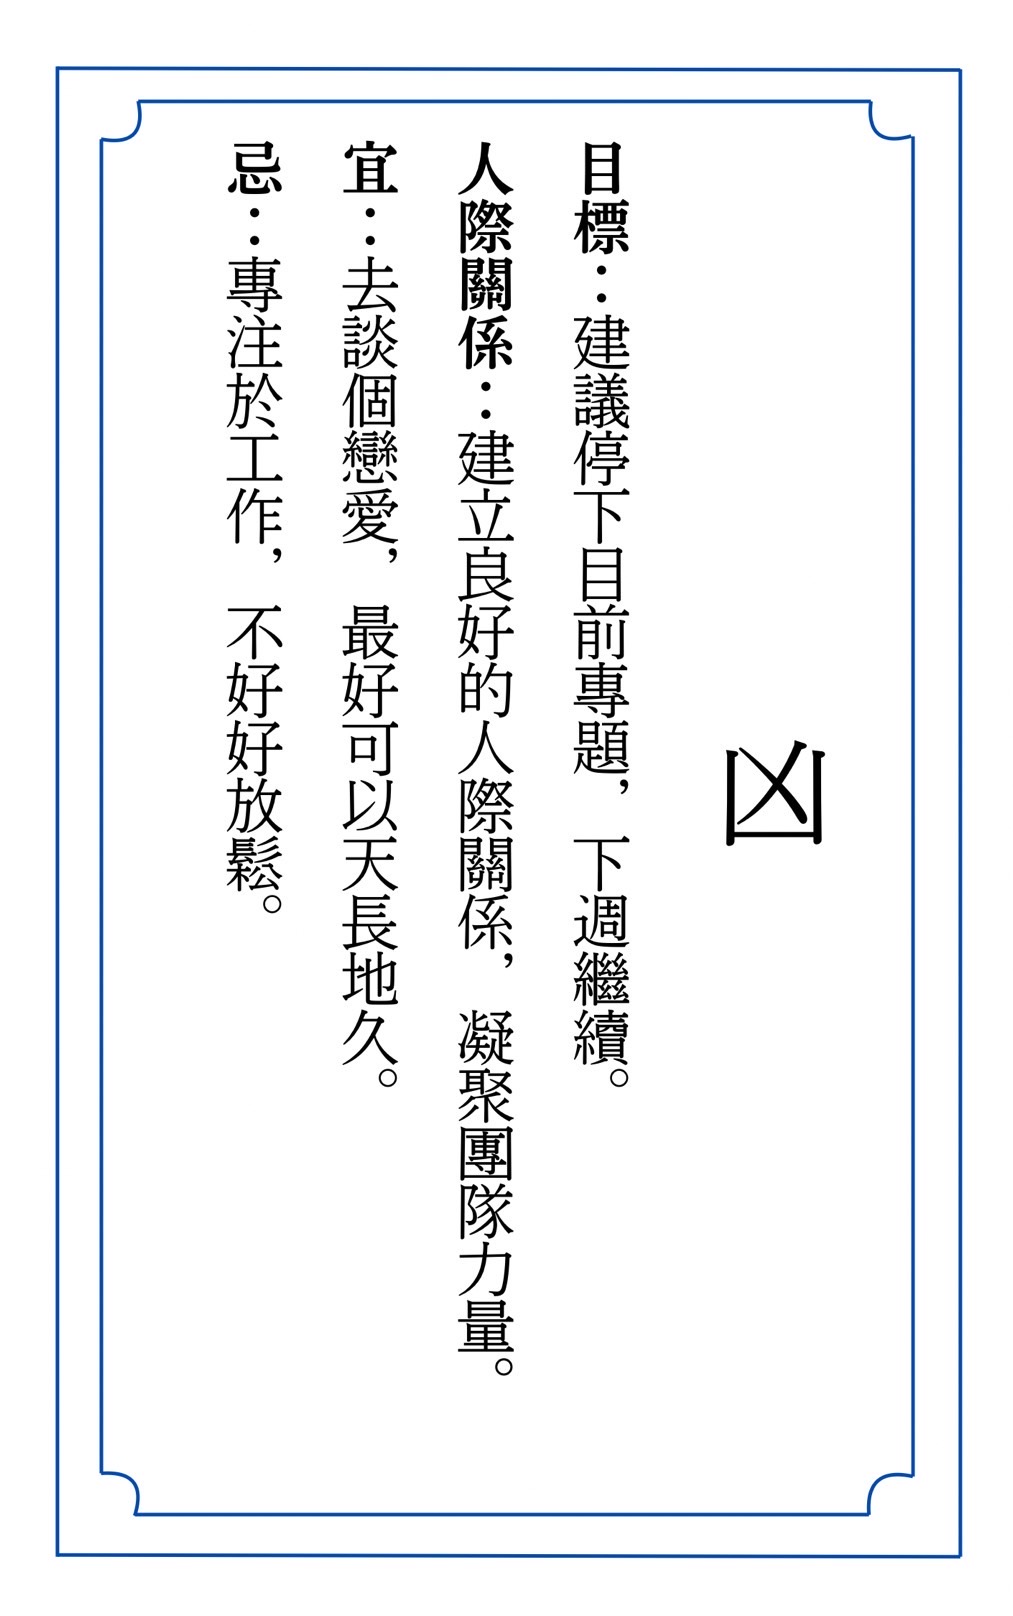 凶
目標：建議停下目前專題，下週繼續。
人際關係：建立良好的人際關係，凝聚團隊力量。
宜：去談個戀愛，最好可以天長地久。
忌：專注於工作，不好好放鬆。